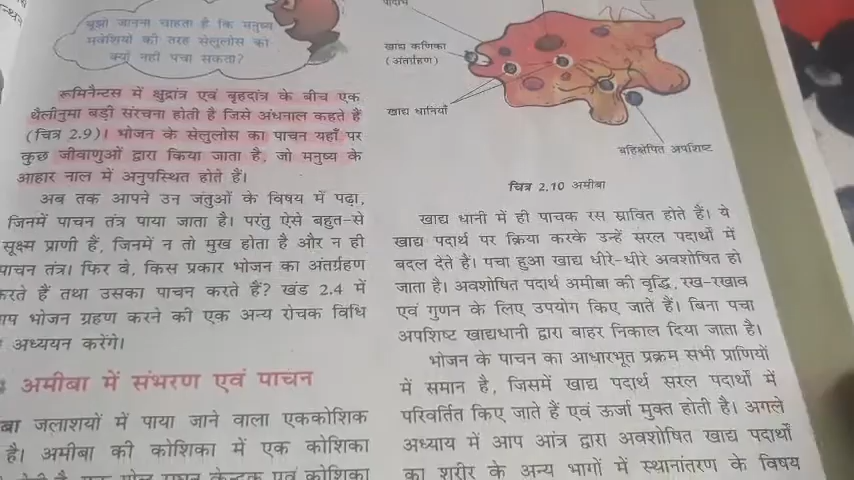 बूझो जानना चाहता है कि मनुष्य
मवेशियों की तरह सेलुलोस का
क्यों नहीं पचा सकता?
रूमिनैन्टस में क्षुद्रांत्र एवं बृहदांत्र के बीच एक
थैलीनुमा बड़ी संरचना होती है जिसे अंधनाल कहते हैं
(चित्र 2.9)। भोजन के सेलुलोस का पाचन यहाँ पर
कुछ जीवाणुओं द्वारा किया जाता है, जो मनुष्य के
आहार नाल में अनुपस्थित होते हैं।
अब तक आपने उन जंतुओं के विषय में पढ़ा,
जिनमें पाचन तंत्र पाया जाता है। परंतु ऐसे बहुत-से
सूक्ष्म प्राणी हैं, जिनमें न तो मुख होता है और न ही
पाचन तंत्र। फिर वे, किस प्रकार भोजन का अंतर्ग्रहण
करते हैं तथा उसका पाचन करते हैं? खंड 2.4 में
भोजन ग्रहण करने की एक अन्य रोचक विधि
अध्ययन करेंगे।
अमीबा में संभरण एवं पाचन
जलाशयों में पाया जाने वाला एककोशिक
है। अमीबा की कोशिका में एक कोशिका
खाद्य कणिका
(अंतर्ग्रहण)
खाद्य धानियाँ
बहिक्षेपित अपशिष्ट
चित्र 2.10 अमीबा
खाद्य धानी में ही पाचक रस स्रावित होते हैं। ये
खाद्य पदार्थ पर क्रिया करके उन्हें सरल पदार्थों में
बदल देते हैं। पचा हुआ खाद्य धीरे-धीरे अवशोषित हो
जाता है। अवशोषित पदार्थ अमीबा की वृद्धि, रख-रखाव
एवं गुणन के लिए उपयोग किए जाते हैं। बिना पचा
अपशिष्ट खाद्यधानी द्वारा बाहर निकाल दिया जाता है।
भोजन के पाचन का आधारभूत प्रक्रम सभी प्राणियों
में समान है, जिसमें खाद्य पदार्थ सरल पदार्थों में
परिवर्तित किए जाते हैं एवं ऊर्जा मुक्त होती है। अगले
अध्याय में आप आंत्र द्वारा अवशोषित खाद्य पदार्थों
का शरीर के अन्य भागों में स्थानांतरण के विषय